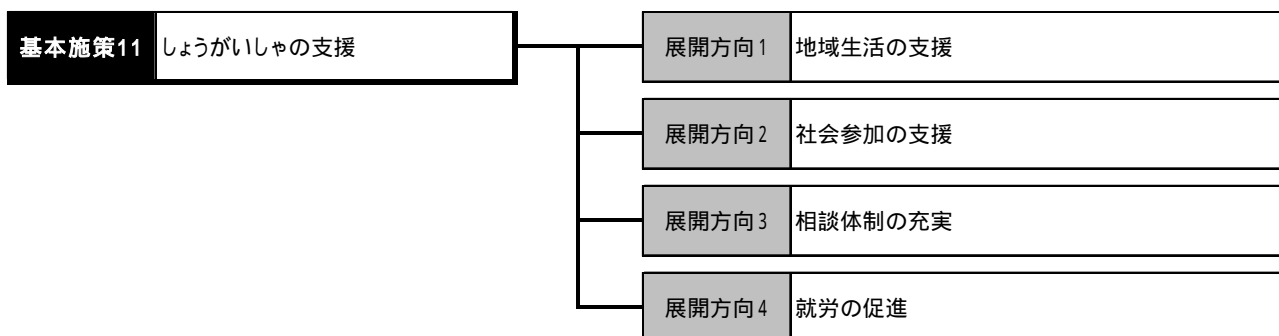 基本施策11 しょうがいしゃの支援
展開方向1 地域生活の支援
展開方向2 社会参加の支援
展開方向3 相談体制の充実
展開方向4 就労の促進